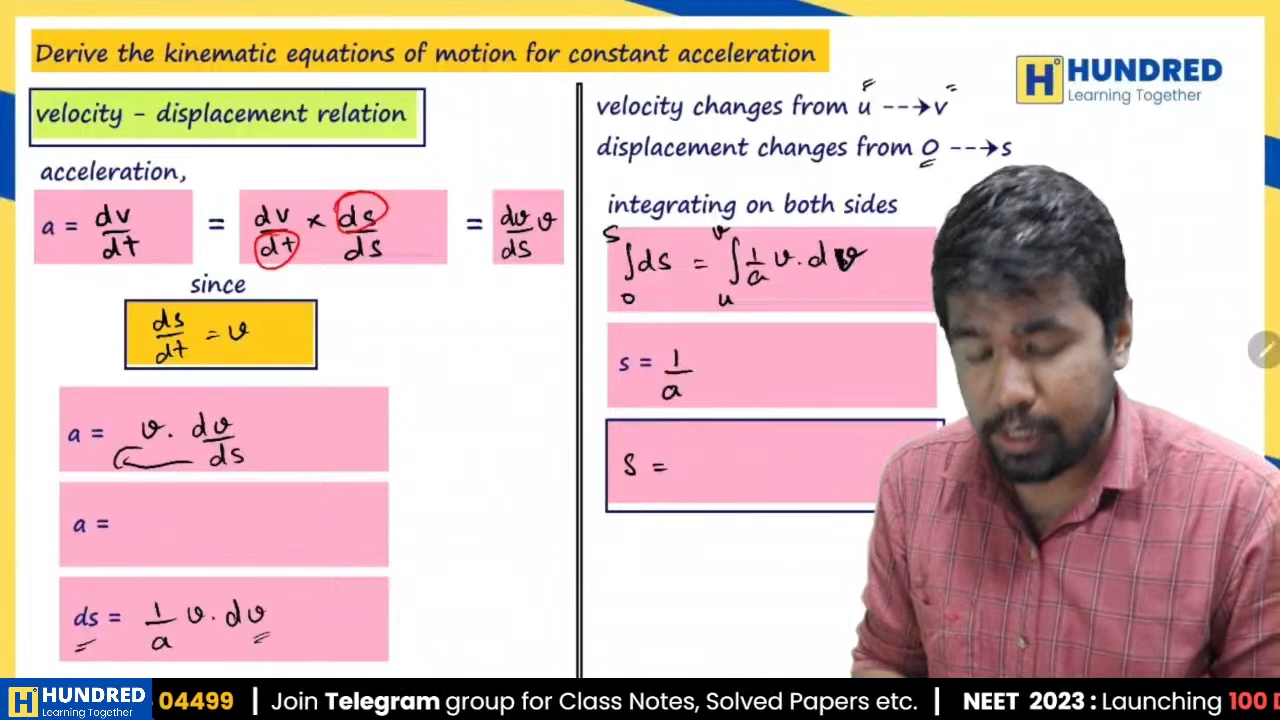 Derive the kinematic equations of motion for constant acceleration
HUNDRED
Learning Together
velocity - displacement relation
acceleration,
a = dv/dt = dv/dt × ds/ds = dv/ds v
since
ds/dt = v
a = v. dv/ds
a =
ds = 1/a v. dv
velocity changes from u ---→ v
displacement changes from 0 ---→ s
integrating on both sides
∫₀ˢ ds = ∫ᵤᵛ 1/a v. dv
s = 1/a
s =
HUNDRED
Learning Together
04499 | Join Telegram group for Class Notes, Solved Papers etc. | NEET 2023 : Launching 100